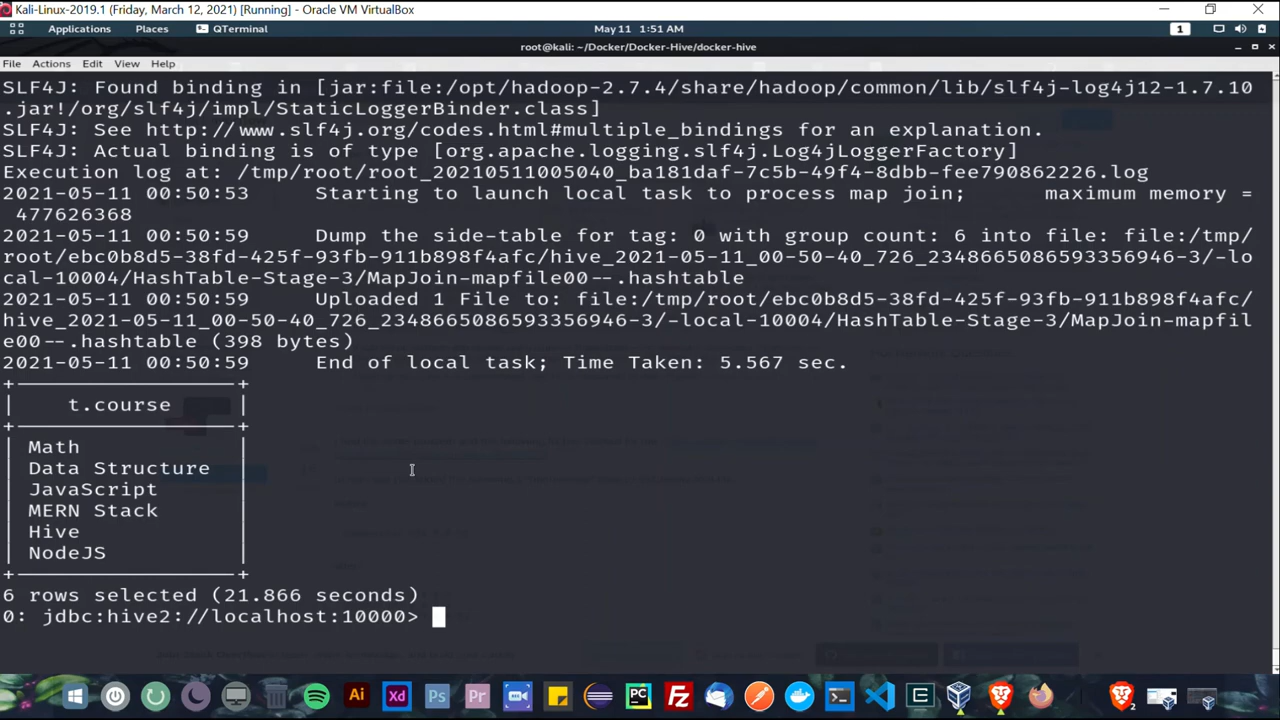 Kali-Linux-2019.1 (Friday, March 12, 2021) [Running] - Oracle VM VirtualBox
Applications Places QTerminal May 11 1:51 AM 1
root@kali: ~/Docker/Docker-Hive/docker-hive
File Actions Edit View Help
SLF4J: Found binding in [jar:file:/opt/hadoop-2.7.4/share/hadoop/common/lib/slf4j-log4j12-1.7.10
.jar!/org/slf4j/impl/StaticLoggerBinder.class]
SLF4J: See http://www.slf4j.org/codes.html#multiple_bindings for an explanation.
SLF4J: Actual binding is of type [org.apache.logging.slf4j.Log4jLoggerFactory]
Execution log at: /tmp/root/root_20210511005040_ba181daf-7c5b-49f4-8dbb-fee790862226.log
2021-05-11 00:50:53 Starting to launch local task to process map join; maximum memory =
477626368
2021-05-11 00:50:59 Dump the side-table for tag: 0 with group count: 6 into file: file:/tmp/
root/ebc0b8d5-38fd-425f-93fb-911b898f4afc/hive_2021-05-11_00-50-40_726_2348665086593356946-3/-lo
cal-10004/HashTable-Stage-3/MapJoin-mapfile00--.hashtable
2021-05-11 00:50:59 Uploaded 1 File to: file:/tmp/root/ebc0b8d5-38fd-425f-93fb-911b898f4afc/
hive_2021-05-11_00-50-40_726_2348665086593356946-3/-local-10004/HashTable-Stage-3/MapJoin-mapfil
e00--.hashtable (398 bytes)
2021-05-11 00:50:59 End of local task; Time Taken: 5.567 sec.
t.course
Math
Data Structure
JavaScript
MERN Stack
Hive
NodeJS
6 rows selected (21.866 seconds)
0: jdbc:hive2://localhost:10000>
Ai Xd Ps Pr PC FZ 2